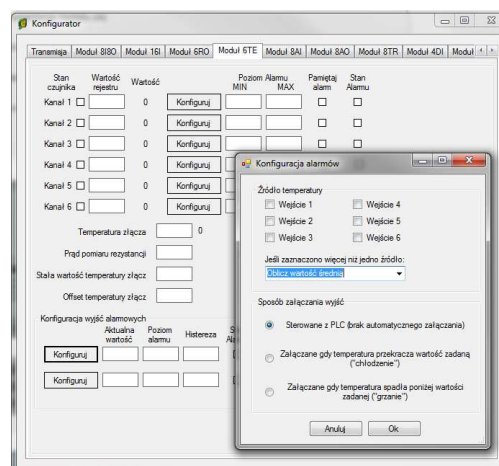 Konfigurator
Transmisja Moduł 8I8O Moduł 16I Moduł 6RO Moduł 6TE Moduł 8AI Moduł 8AO Moduł 8TR Moduł 4DI Moduł
Stan czujnika Wartość rejestru Wartość Poziom Alarmu MIN MAX Pamiętaj alarm Stan Alarmu
Kanał 1 0 Konfiguruj
Kanał 2 0 Konfiguruj
Kanał 3 0 Konfiguruj
Kanał 4 0 Konfiguruj
Kanał 5 0 Konfiguruj
Kanał 6 0 Konfiguruj
Temperatura złącza 0
Prąd pomiaru rezystancji
Stała wartość temperatury złącz
Offset temperatury złącz
Konfiguracja wyjść alarmowych
Aktualna wartość Poziom alarmu Histereza
Konfiguruj
Konfiguruj
Konfiguracja alarmów
Źródło temperatury
Wejście 1 Wejście 4
Wejście 2 Wejście 5
Wejście 3 Wejście 6
Jeśli zaznaczono więcej niż jedno źródło:
Oblicz wartość średnią
Sposób załączania wyjść
Sterowane z PLC (brak automatycznego załączania)
Załączane gdy temperatura przekracza wartość zadaną
("chłodzenie")
Załączane gdy temperatura spadła poniżej wartości
zadanej ("grzanie")
Anuluj Ok